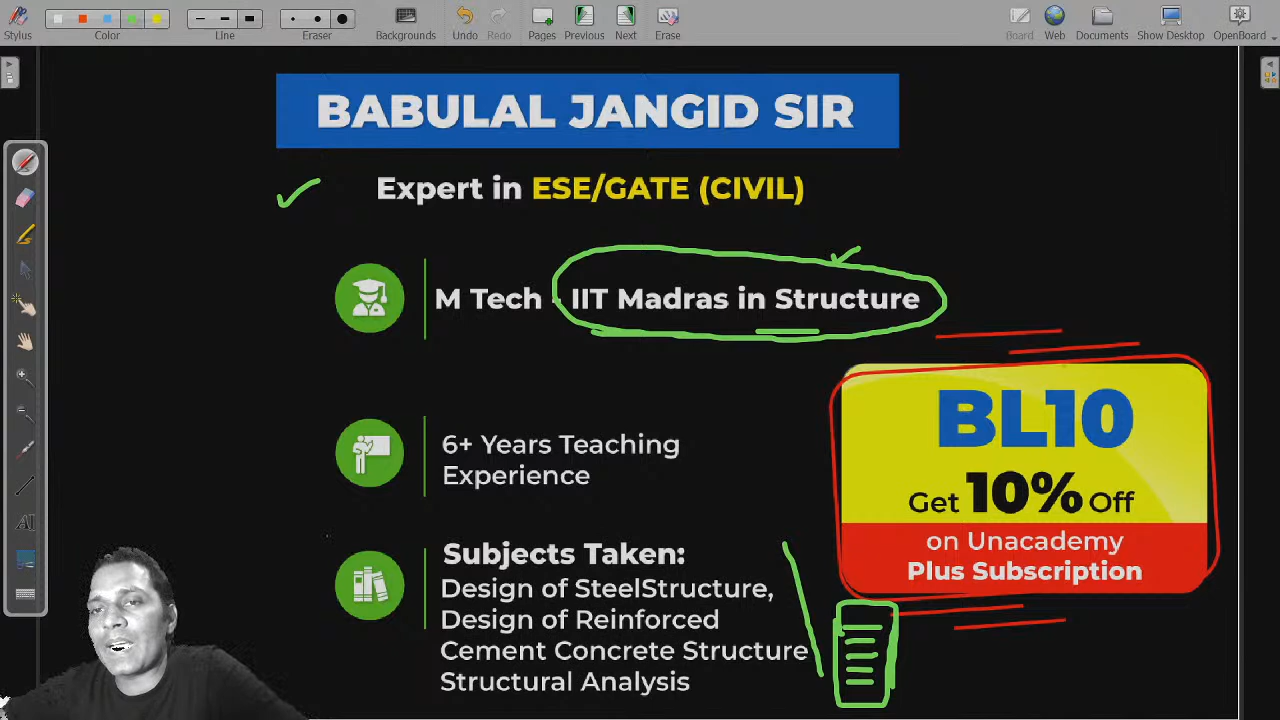 Stylus
Color
Line
Eraser
Backgrounds
Undo
Redo
Pages
Previous
Next
Erase
Board
Web
Documents
Show Desktop
OpenBoard
BABULAL JANGID SIR
Expert in ESE/GATE (CIVIL)
M Tech - IIT Madras in Structure
6+ Years Teaching
Experience
Subjects Taken:
Design of SteelStructure,
Design of Reinforced
Cement Concrete Structure
Structural Analysis
BL10
Get 10% Off
on Unacademy
Plus Subscription